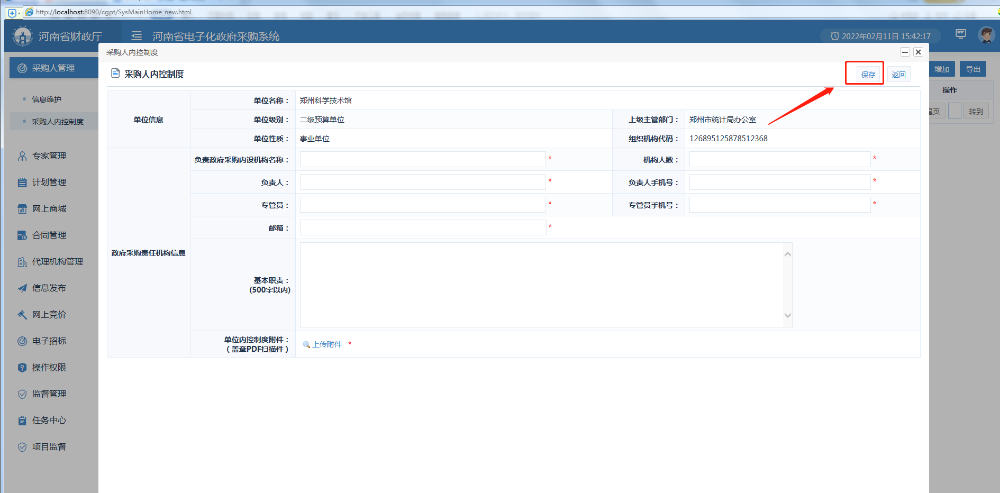 http://localhost:8090/cgpt/SysMainHome_new.html
河南省财政厅
河南省电子化政府采购系统
2022年02月11日 15:42:17
采购人管理
信息维护
采购人内控制度
专家管理
计划管理
网上商城
合同管理
代理机构管理
信息发布
网上竞价
电子招标
操作权限
监督管理
任务中心
项目监督
采购人内控制度
采购人内控制度
保存
返回
增加
导出
操作
尾页
转到
单位信息
单位名称：
郑州科学技术馆
单位级别：
二级预算单位
上级主管部门：
郑州市统计局办公室
单位性质：
事业单位
组织机构代码：
126895125878512368
政府采购责任机构信息
负责政府采购内设机构名称：
*
机构人数：
*
负责人：
*
负责人手机号：
*
专管员：
*
专管员手机号：
*
邮箱：
*
基本职责：
(500字以内)
单位内控制度附件：
（盖章PDF扫描件）
上传附件 *